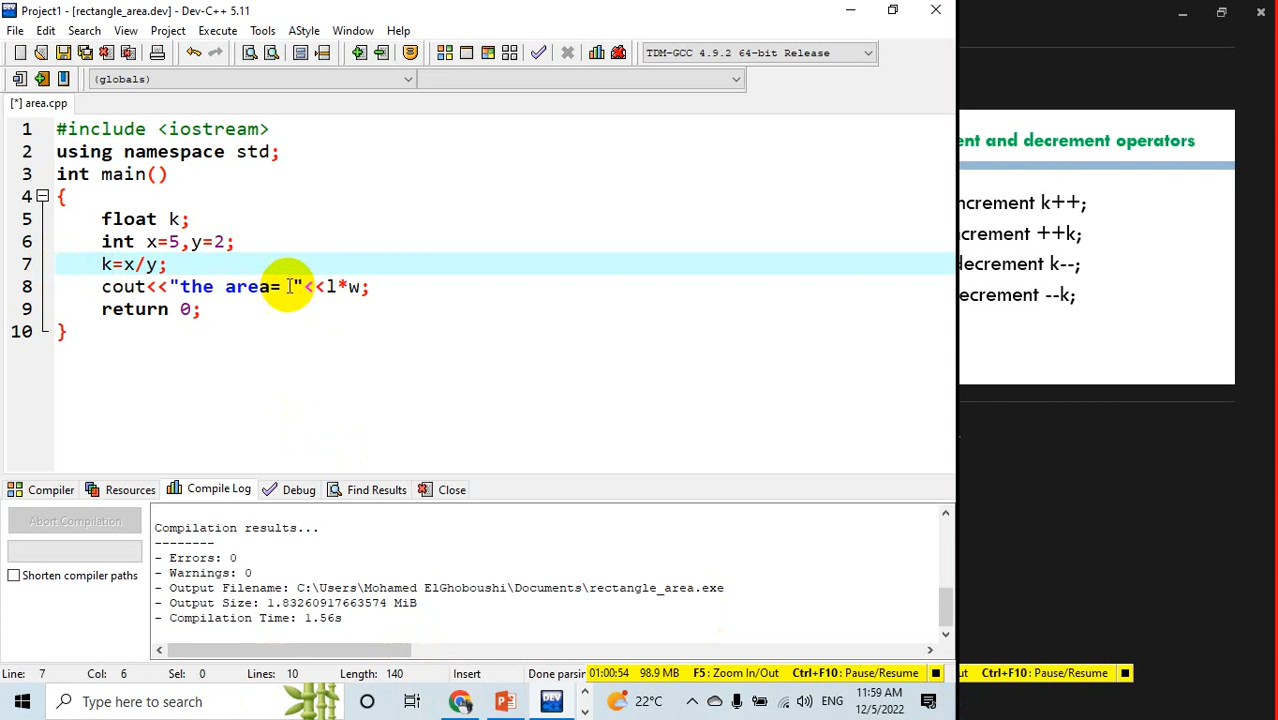 Project1 - [rectangle_area.dev] - Dev-C++ 5.11
File Edit Search View Project Execute Tools AStyle Window Help
TDM-GCC 4.9.2 64-bit Release
(globals)
[*] area.cpp
1 #include <iostream>
2 using namespace std;
3 int main()
4 {
5 float k;
6 int x=5,y=2;
7 k=x/y;
8 cout<<"the area= "<<l*w;
9 return 0;
10 }
ent and decrement operators
ncrement k++;
ncrement ++k;
decrement k--;
ecrement --k;
Compiler Resources Compile Log Debug Find Results Close
Abort Compilation
Shorten compiler paths
Compilation results...
--------
- Errors: 0
- Warnings: 0
- Output Filename: C:\Users\Mohamed ElGhoboushi\Documents\rectangle_area.exe
- Output Size: 1.83260917663574 MiB
- Compilation Time: 1.56s
Line: 7 Col: 6 Sel: 0 Lines: 10 Length: 140 Insert Done parsin
01:00:54 98.9 MB F5: Zoom In/Out Ctrl+F10: Pause/Resume
ut Ctrl+F10: Pause/Resume
Type here to search
22°C
ENG
11:59 AM
12/5/2022